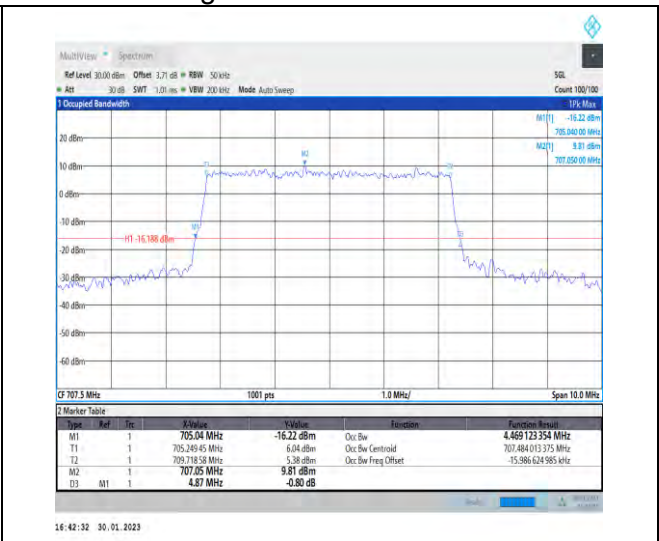 MultiView Spectrum
Ref Level 30.00 dBm Offset 3.71 dB RBW 50 kHz SGL
Att 30 dB SWT 1.01 ms VBW 200 kHz Mode Auto Sweep Count 100/100
1 Occupied Bandwidth 1Pk Max
M1[1] -16.22 dBm
705.040 00 MHz
M2[1] 9.81 dBm
707.050 00 MHz
20 dBm
M2
T1 T2
10 dBm
0 dBm
-10 dBm
M1
H1 -16.188 dBm
D3
-20 dBm
-30 dBm
-40 dBm
-50 dBm
-60 dBm
CF 707.5 MHz 1001 pts 1.0 MHz/ Span 10.0 MHz
2 Marker Table
Type Ref Trc X-Value Y-Value Function Function Result
M1 1 705.04 MHz -16.22 dBm Occ Bw 4.469 123 354 MHz
T1 1 705.249 45 MHz 6.04 dBm Occ Bw Centroid 707.484 013 375 MHz
T2 1 709.718 58 MHz 5.38 dBm Occ Bw Freq Offset -15.986 624 985 kHz
M2 1 707.05 MHz 9.81 dBm
D3 M1 1 4.87 MHz -0.80 dB
16:42:32 30.01.2023